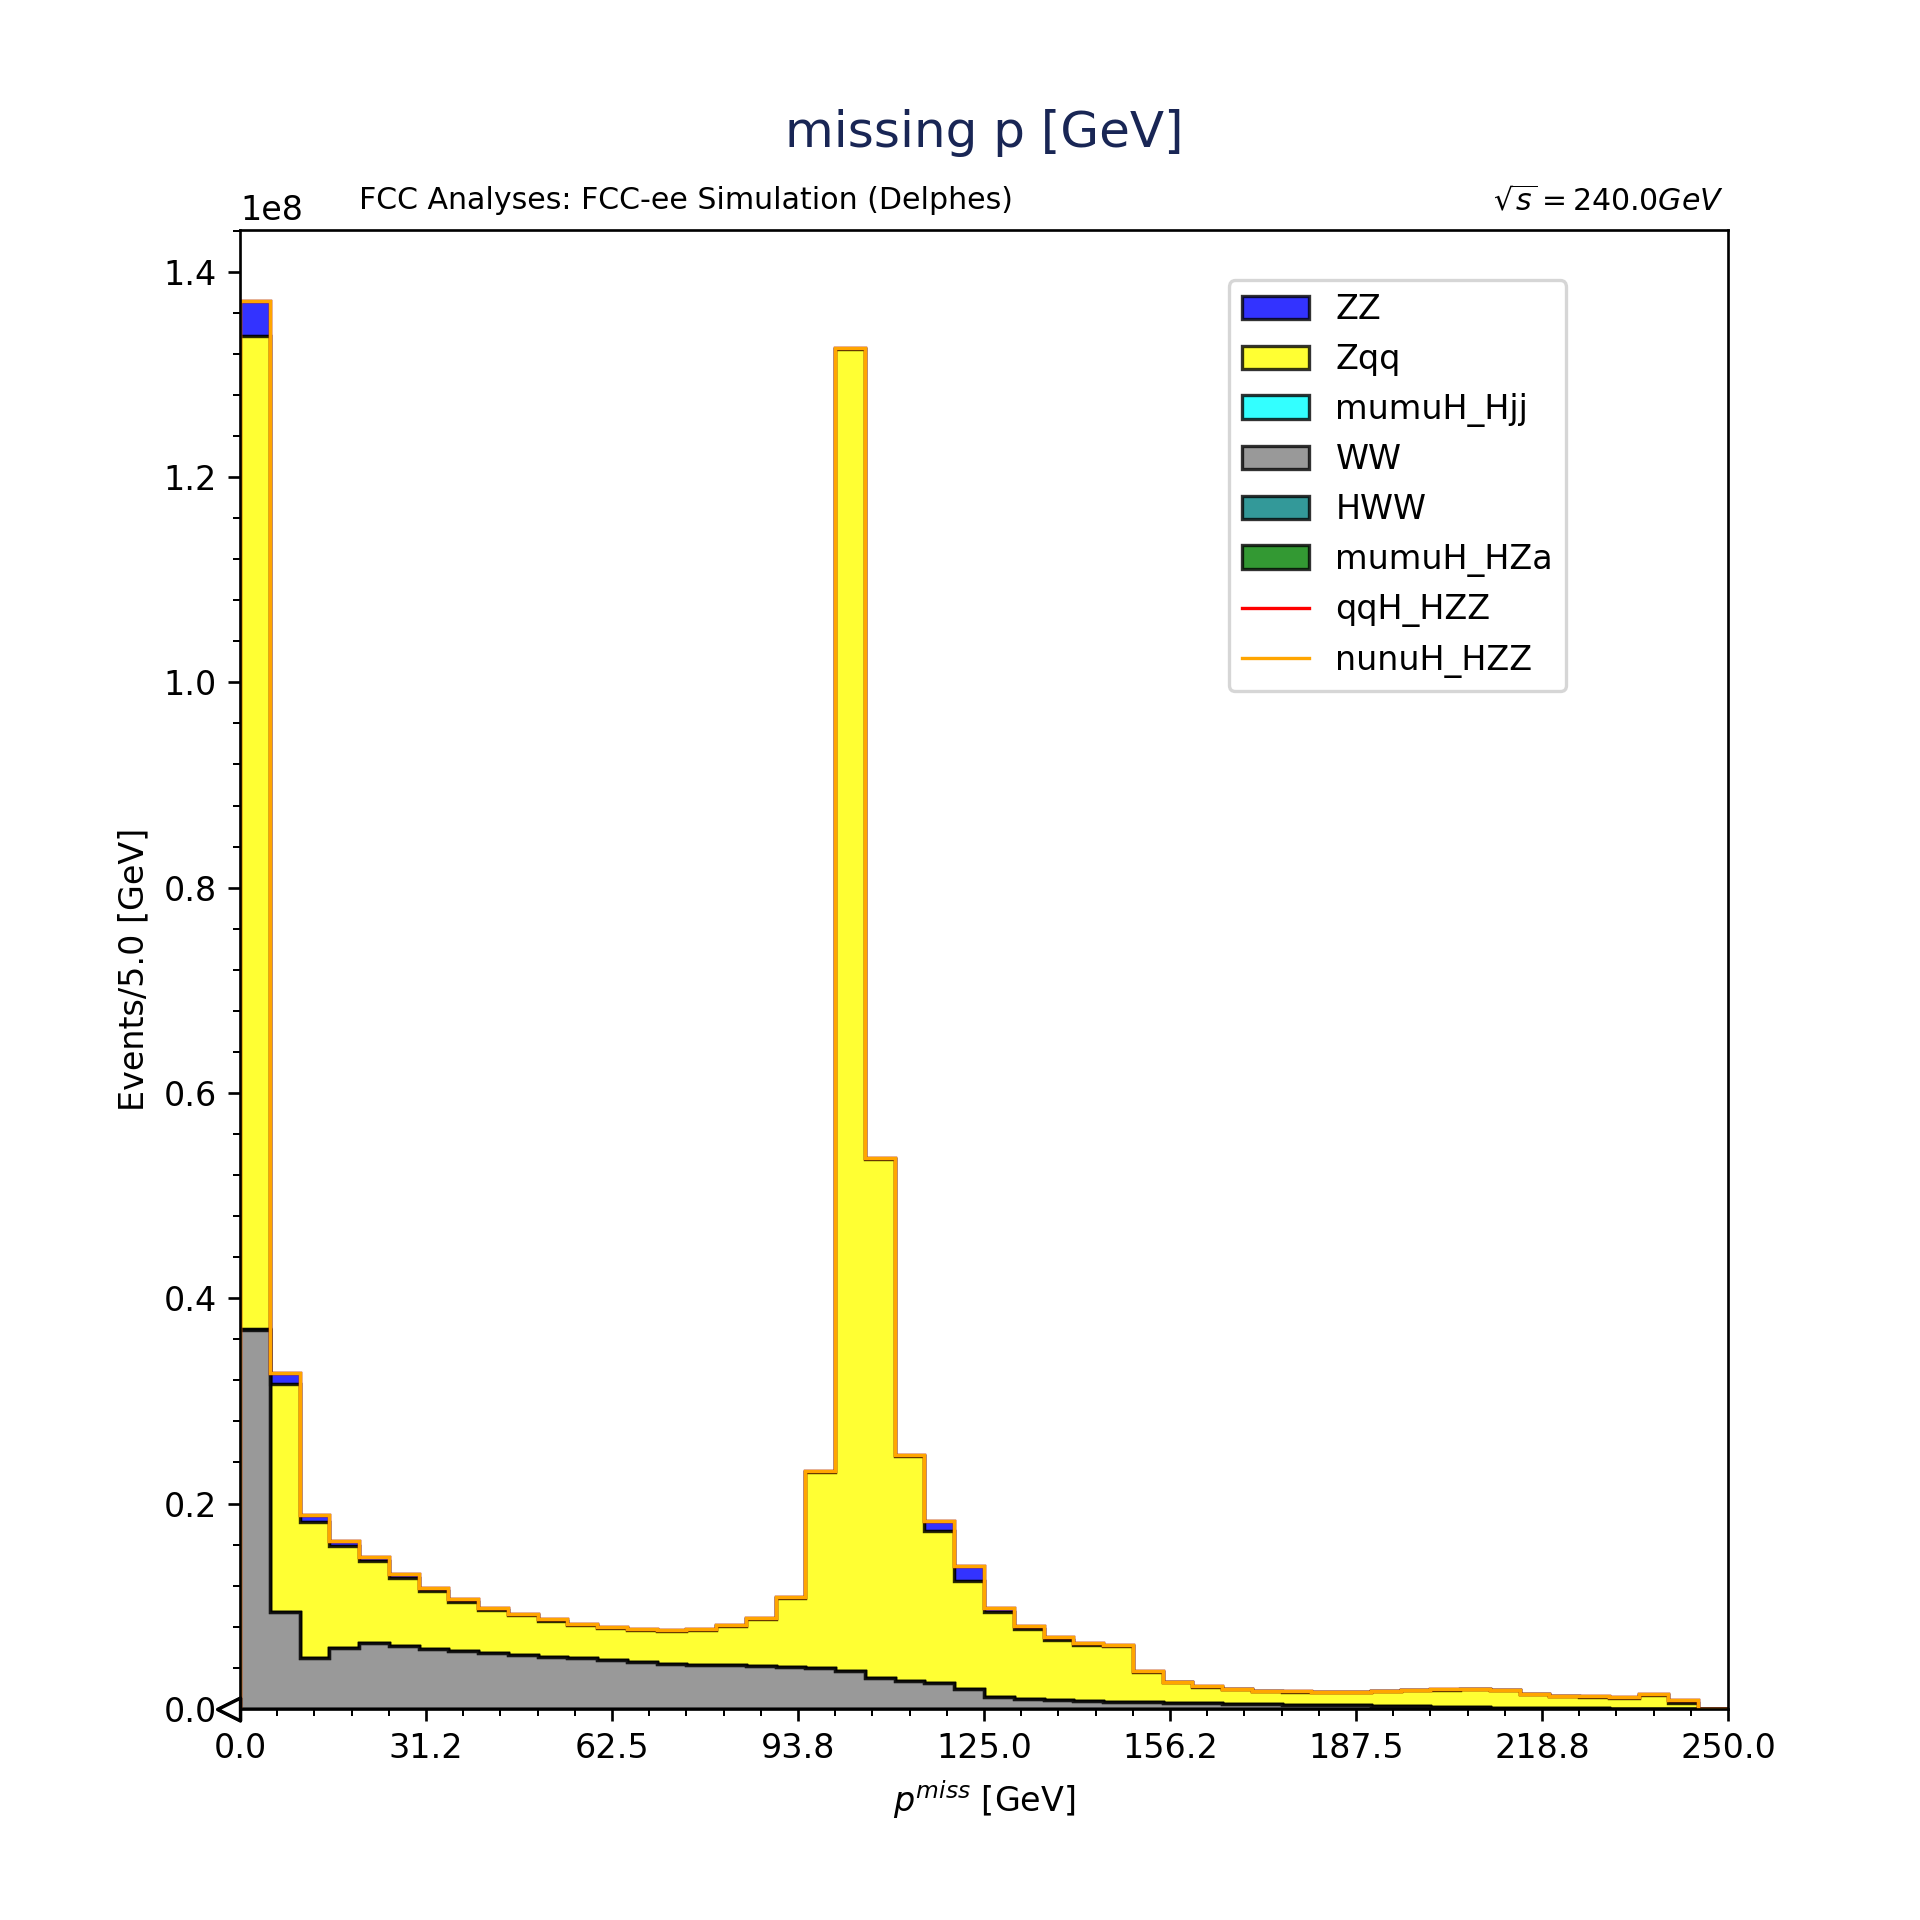 missing p [GeV]
1e8
FCC Analyses: FCC-ee Simulation (Delphes)
√s = 240.0GeV
1.4
1.2
1.0
0.8
0.6
0.4
0.2
0.0
Events/5.0 [GeV]
ZZ
Zqq
mumuH_Hjj
WW
HWW
mumuH_HZa
qqH_HZZ
nunuH_HZZ
0.0 31.2 62.5 93.8 125.0 156.2 187.5 218.8 250.0
p^miss [GeV]